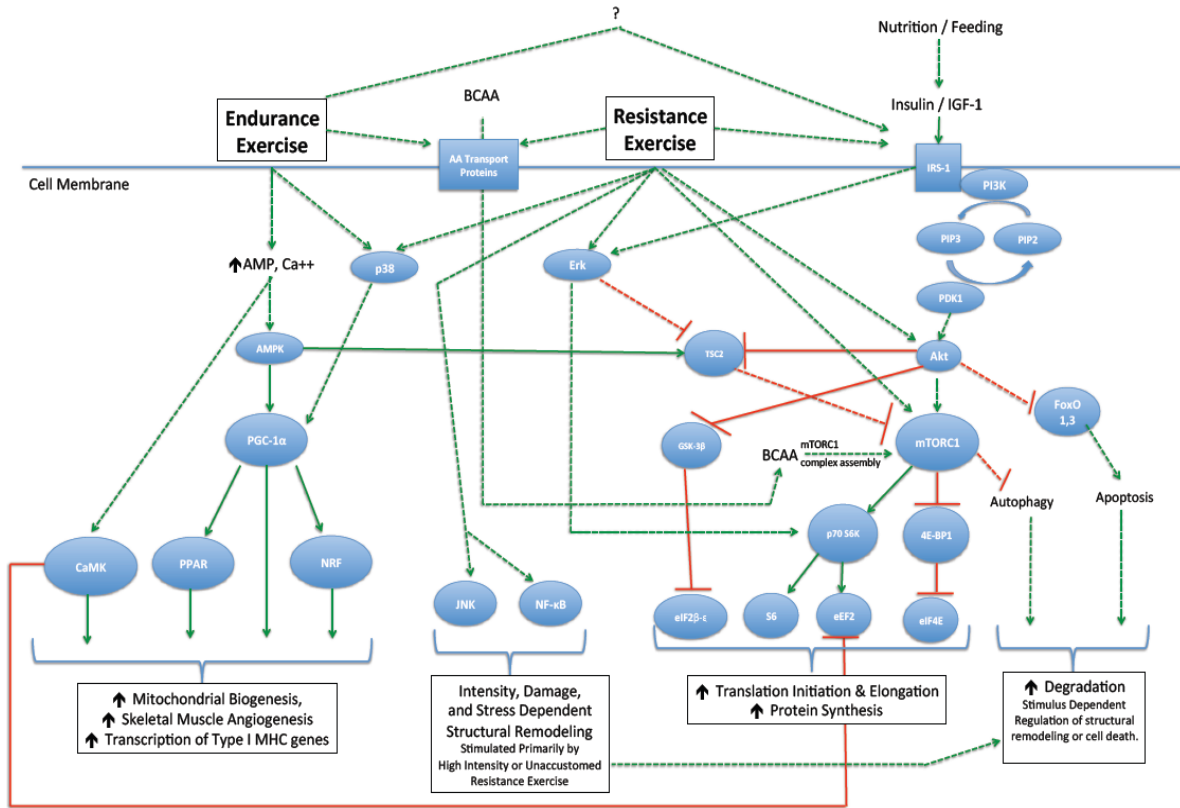 ?
Nutrition / Feeding
BCAA
Insulin / IGF-1
Endurance
Exercise
Resistance
Exercise
AA Transport
Proteins
IRS-1
Cell Membrane
PI3K
PIP3
PIP2
AMP, Ca++
p38
Erk
PDK1
AMPK
TSC2
Akt
FoxO
1,3
PGC-1α
GSK-3β
BCAA
mTORC1
complex assembly
mTORC1
Autophagy
Apoptosis
p70 S6K
4E-BP1
CaMK
PPAR
NRF
JNK
NF-κB
eIF2β-ε
S6
eEF2
eIF4E
Mitochondrial Biogenesis,
Skeletal Muscle Angiogenesis
Transcription of Type I MHC genes
Intensity, Damage,
and Stress Dependent
Structural Remodeling
Stimulated Primarily by
High Intensity or Unaccustomed
Resistance Exercise
Translation Initiation & Elongation
Protein Synthesis
Degradation
Stimulus Dependent
Regulation of structural
remodeling or cell death.